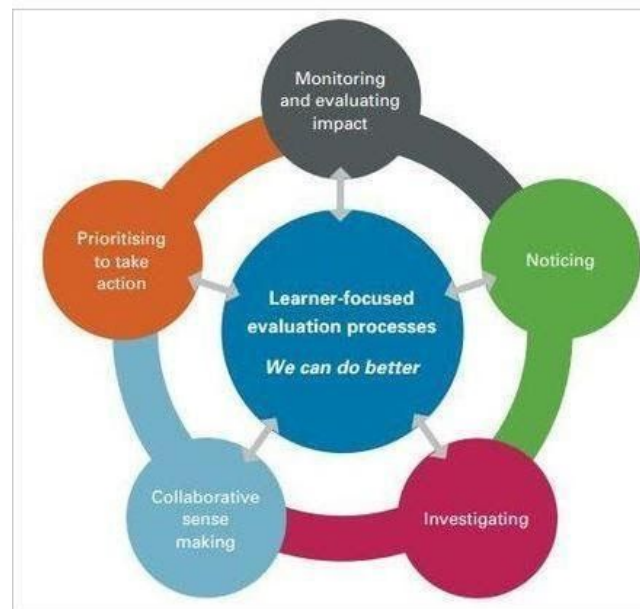 Monitoring
and evaluating
impact
Prioritising
to take
action
Noticing
Learner-focused
evaluation processes
We can do better
Collaborative
sense
making
Investigating